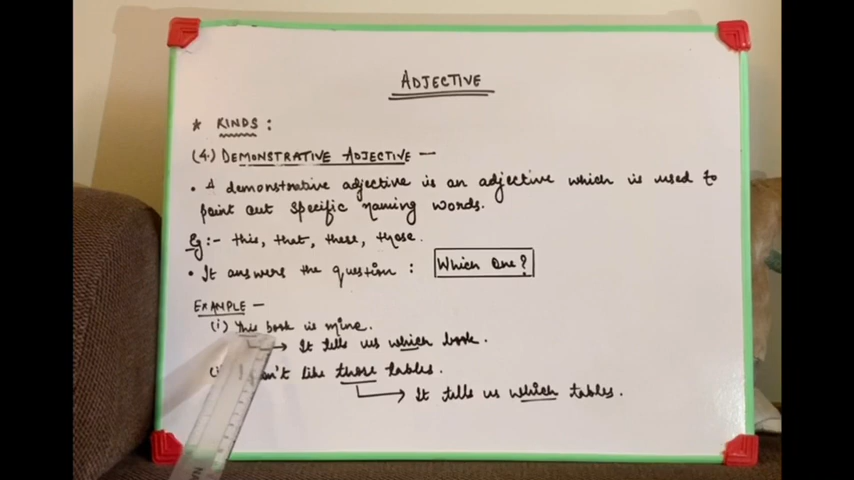 ADJECTIVE
* KINDS :
(4.) DEMONSTRATIVE ADJECTIVE —
• A demonstrative adjective is an adjective which is used to
point out specific naming words.
Eg :- this, that, these, those.
• It answers the question : Which One?
EXAMPLE —
(i) This book is mine.
It tells us which book.
like those tables.
It tells us which tables.